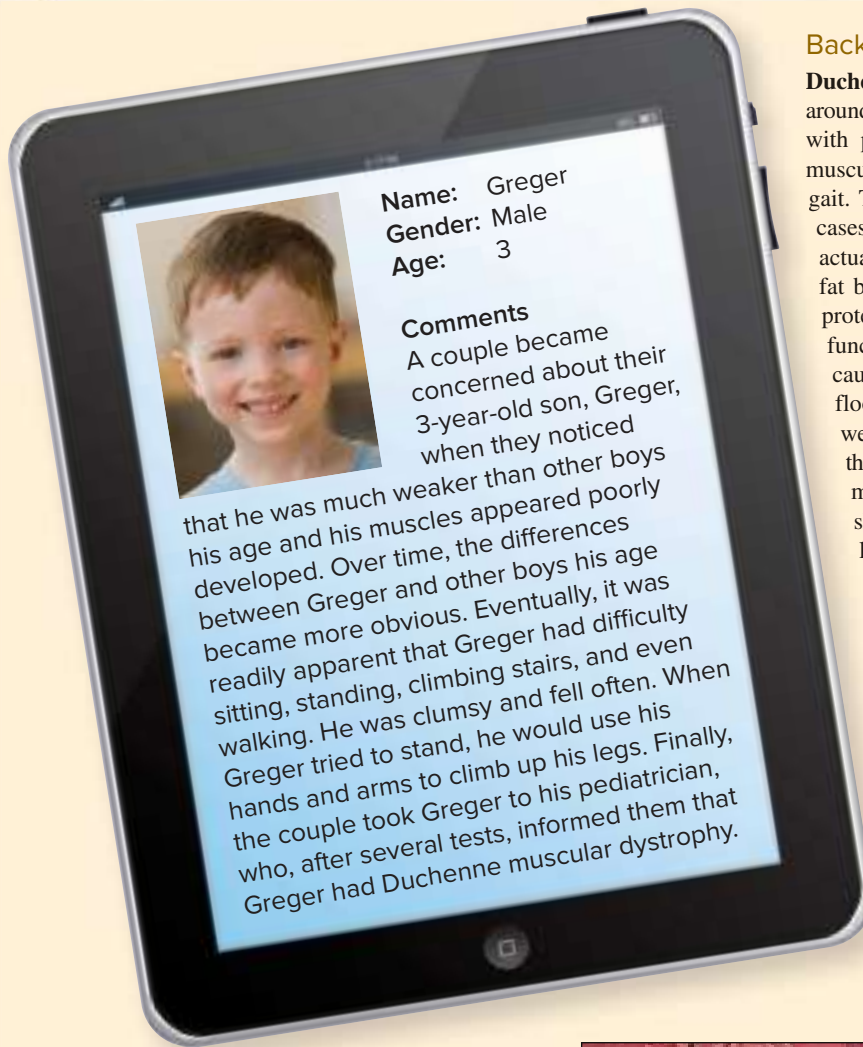 Name: Greger
Gender: Male
Age: 3
Comments
A couple became
concerned about their
3-year-old son, Greger,
when they noticed
that he was much weaker than other boys
his age and his muscles appeared poorly
developed. Over time, the differences
between Greger and other boys his age
became more obvious. Eventually, it was
readily apparent that Greger had difficulty
sitting, standing, climbing stairs, and even
walking. He was clumsy and fell often. When
Greger tried to stand, he would use his
hands and arms to climb up his legs. Finally,
the couple took Greger to his pediatrician,
who, after several tests, informed them that
Greger had Duchenne muscular dystrophy.
Back
Duche
around
with p
muscu
gait. T
cases
actua
fat b
prote
func
cau
floo
we
th
m
s